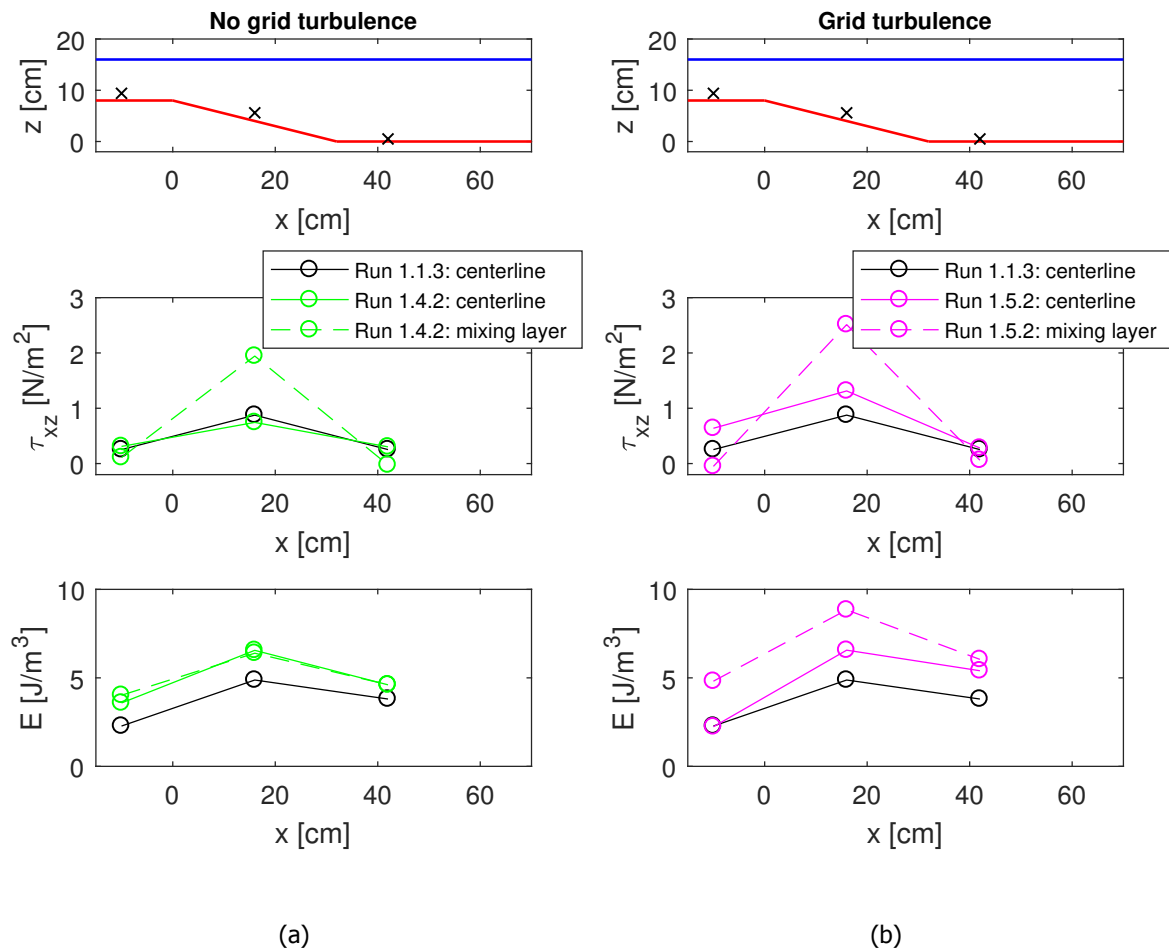 No grid turbulence
20
10
0
z [cm]
0
20
40
60
x [cm]
Run 1.1.3: centerline
Run 1.4.2: centerline
Run 1.4.2: mixing layer
3
2
1
0
τxz [N/m²]
0
20
40
60
x [cm]
10
5
0
E [J/m³]
0
20
40
60
x [cm]
(a)
Grid turbulence
20
10
0
z [cm]
0
20
40
60
x [cm]
Run 1.1.3: centerline
Run 1.5.2: centerline
Run 1.5.2: mixing layer
3
2
1
0
τxz [N/m²]
0
20
40
60
x [cm]
10
5
0
E [J/m³]
0
20
40
60
x [cm]
(b)